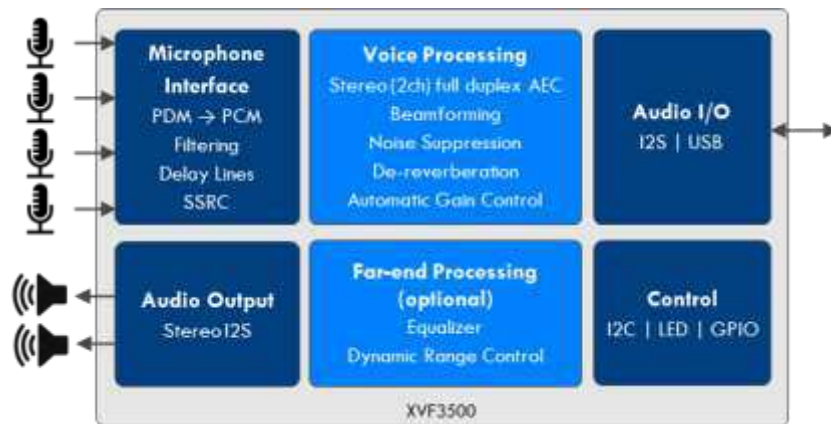 Microphone
Interface
PDM → PCM
Filtering
Delay Lines
SSRC
Voice Processing
Stereo (2ch) full duplex AEC
Beamforming
Noise Suppression
De-reverberation
Automatic Gain Control
Audio I/O
I2S | USB
Audio Output
Stereo I2S
Far-end Processing
(optional)
Equalizer
Dynamic Range Control
Control
I2C | LED | GPIO
XVF3500